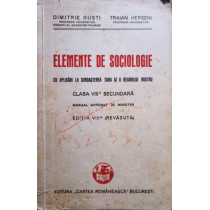 DIMITRIE GUSTI
TRAIAN HERSENI
ELEMENTE DE SOCIOLOGIE
CU APLICĂRI LA CUNOAȘTEREA ȚĂRII ȘI A NEAMULUI NOSTRU
CLASA VIII-a SECUNDARĂ
MANUAL APROBAT DE MINISTER
EDIȚIA VII-a (REVĂZUTĂ)
EDITURA „CARTEA ROMÂNEASCĂ” BUCUREȘTI